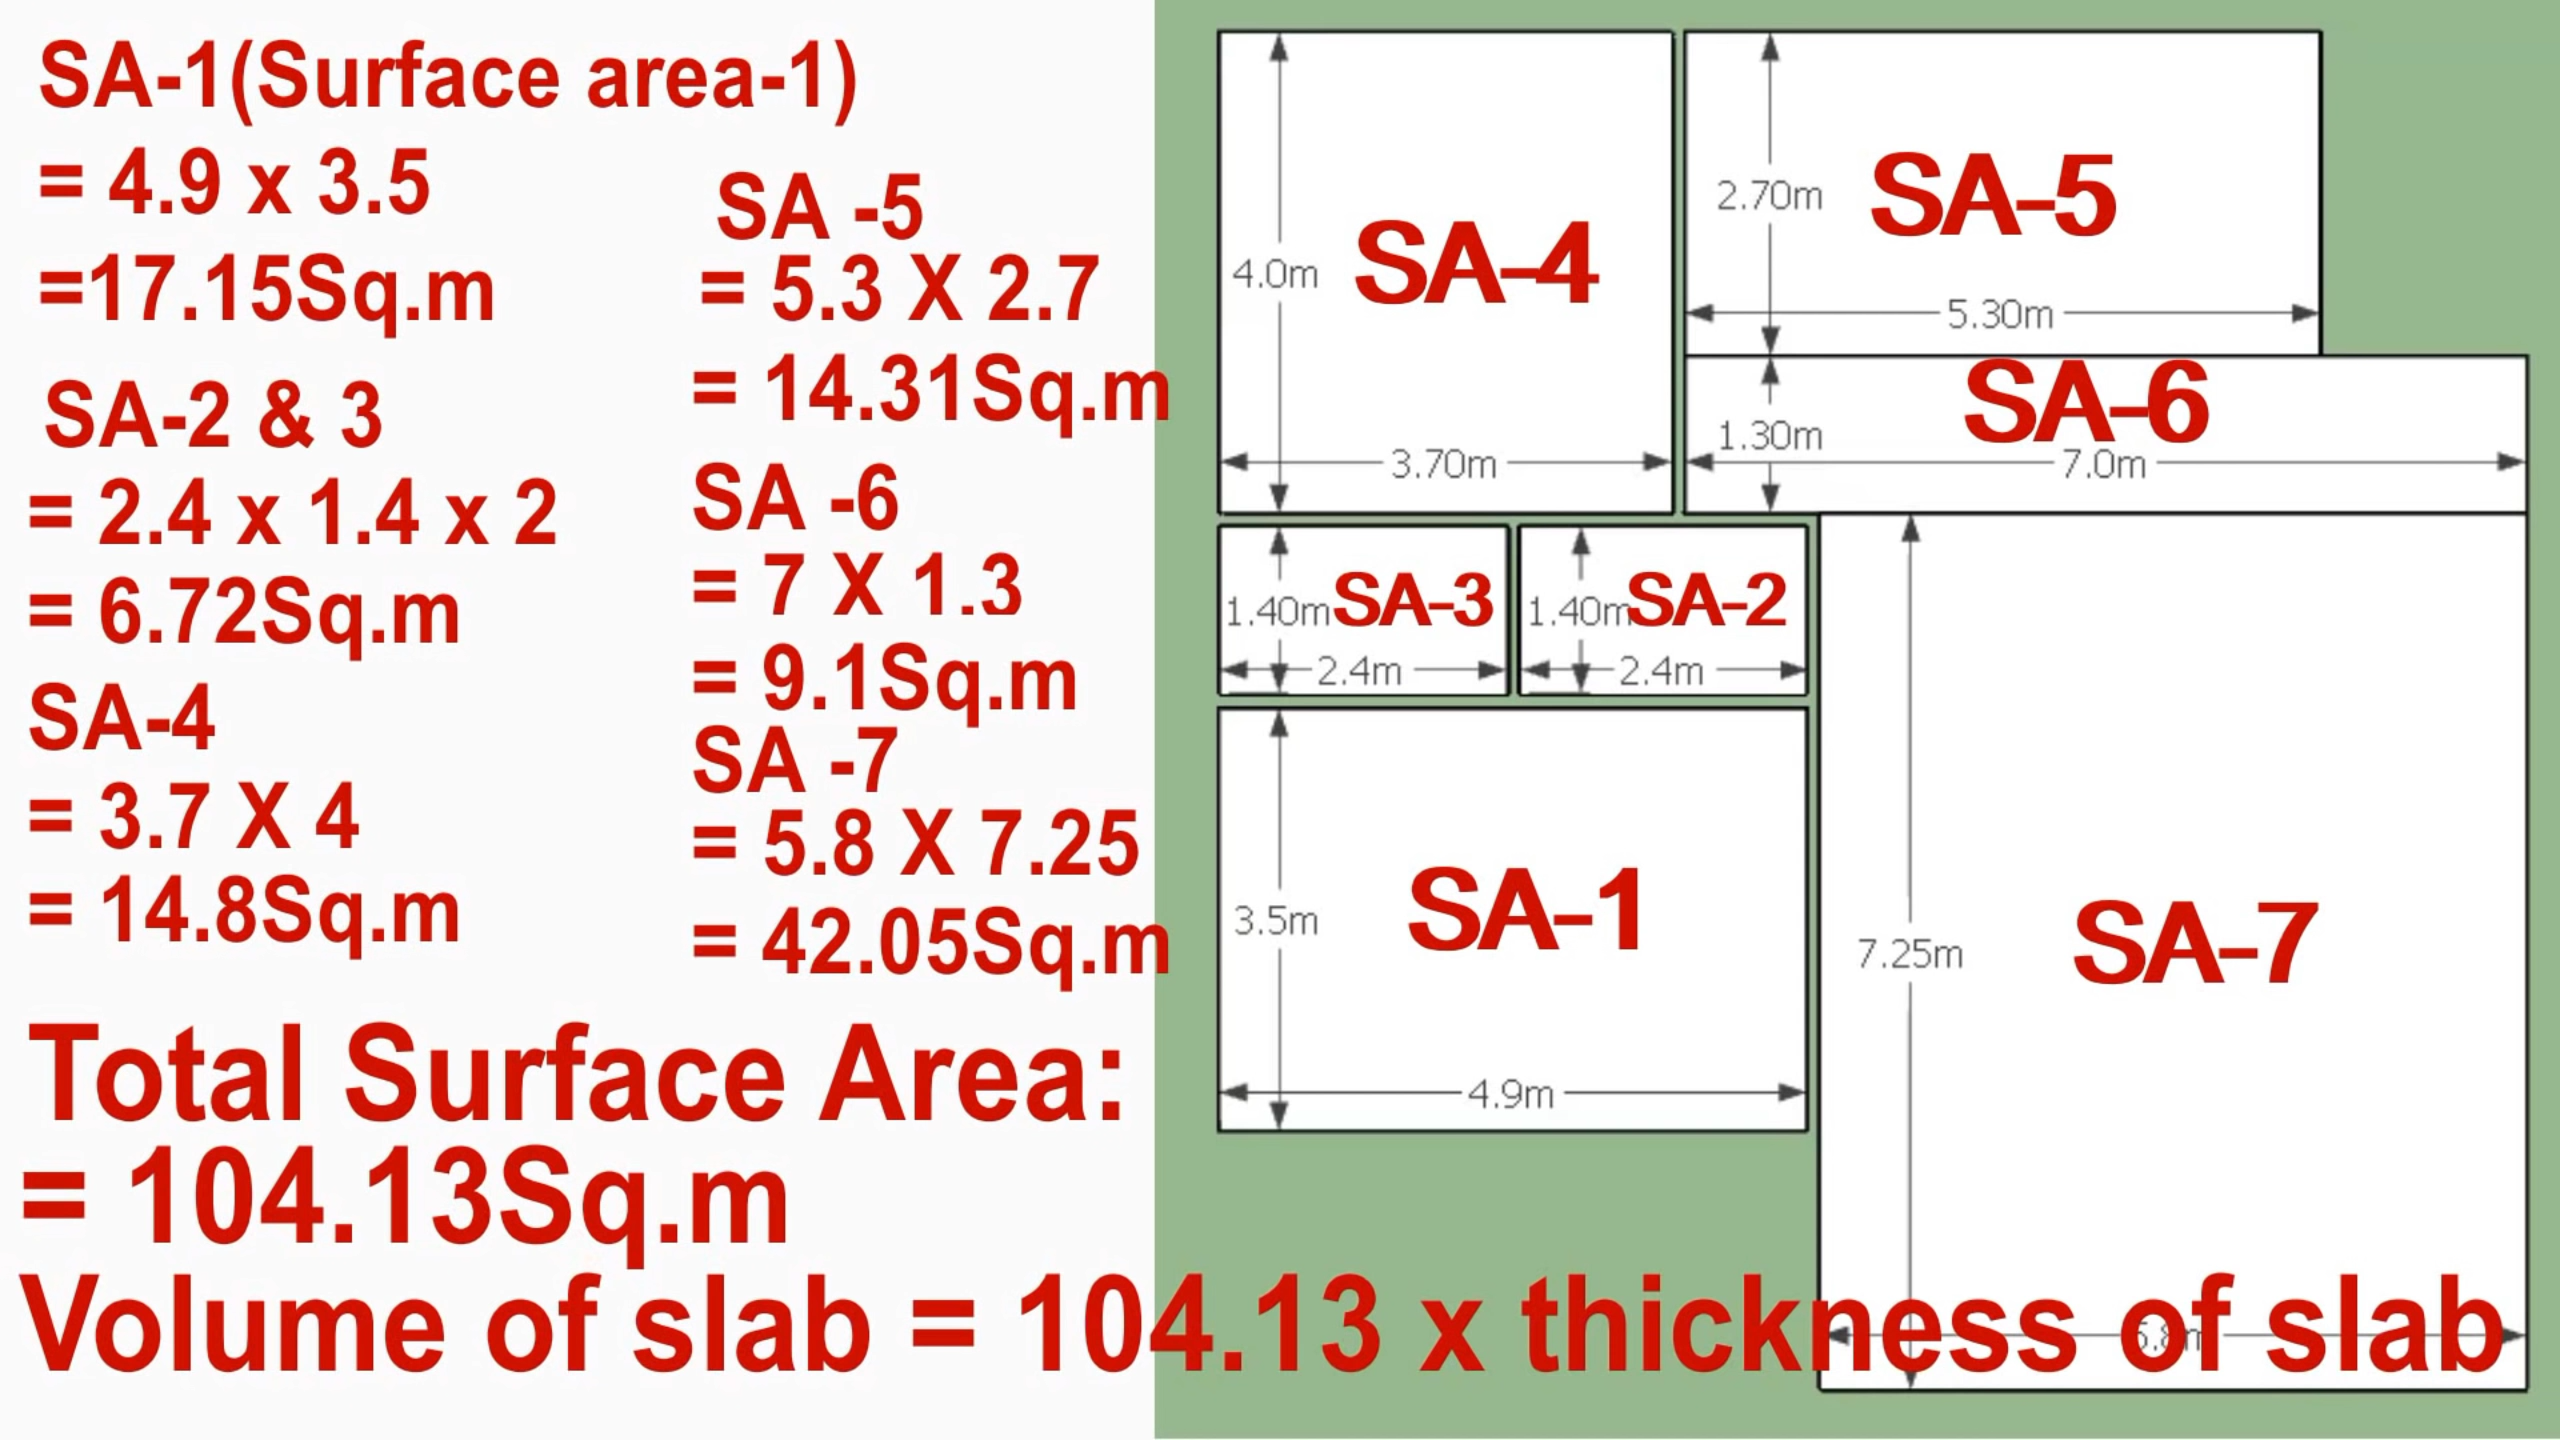 SA-1(Surface area-1)
= 4.9 x 3.5
=17.15Sq.m
SA-2 & 3
= 2.4 x 1.4 x 2
= 6.72Sq.m
SA-4
= 3.7 X 4
= 14.8Sq.m
SA -5
= 5.3 X 2.7
= 14.31Sq.m
SA -6
= 7 X 1.3
= 9.1Sq.m
SA -7
= 5.8 X 7.25
= 42.05Sq.m
Total Surface Area:
= 104.13Sq.m
Volume of slab = 104.13 x thickness of slab
4.0m
SA-4
3.70m
2.70m
SA-5
5.30m
SA-6
1.30m
7.0m
1.40m
SA-3
2.4m
1.40m
SA-2
2.4m
3.5m
SA-1
4.9m
7.25m
SA-7
5.8m